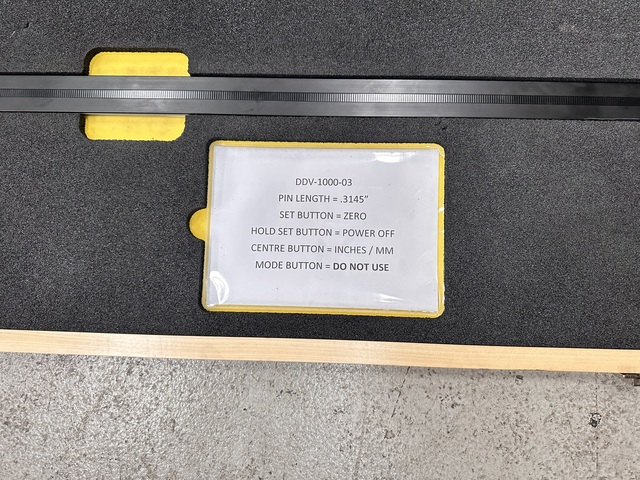 DDV-1000-03
PIN LENGTH = .3145”
SET BUTTON = ZERO
HOLD SET BUTTON = POWER OFF
CENTRE BUTTON = INCHES / MM
MODE BUTTON = DO NOT USE